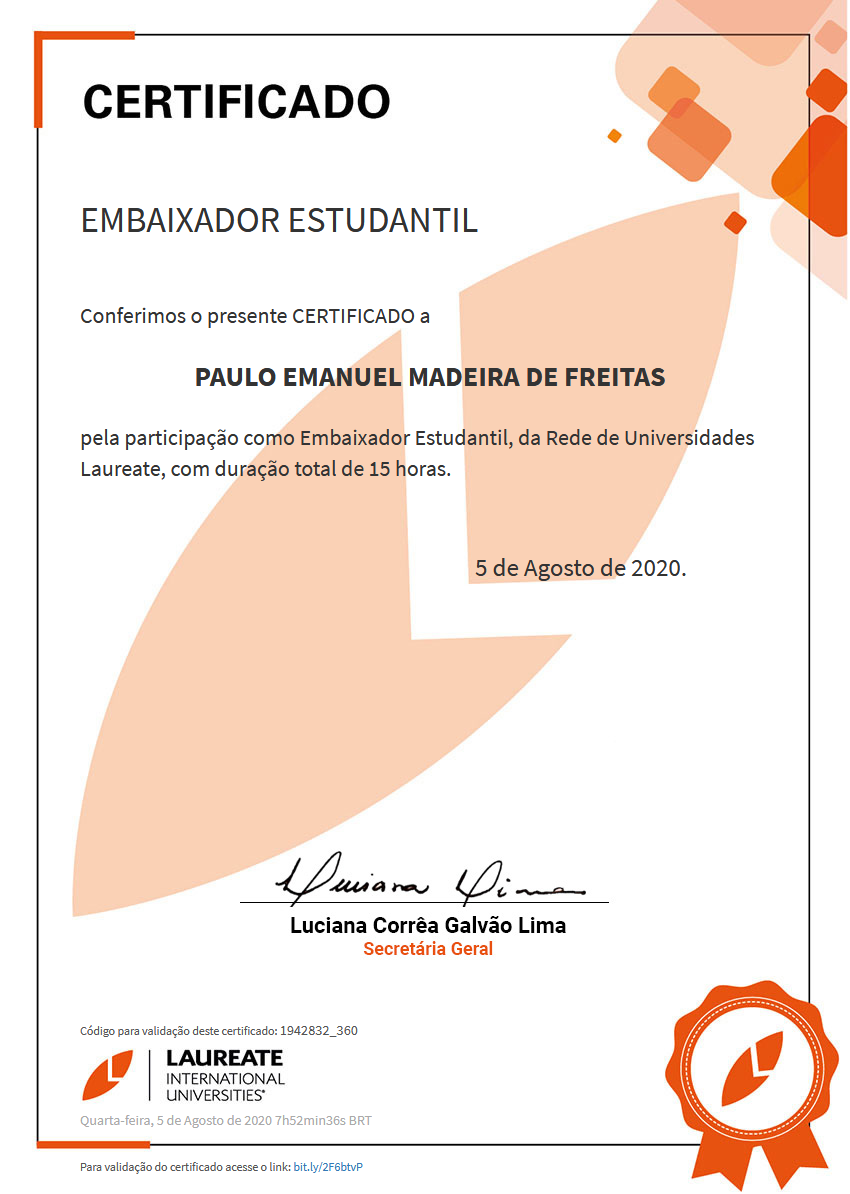 CERTIFICADO
EMBAIXADOR ESTUDANTIL
Conferimos o presente CERTIFICADO a
PAULO EMANUEL MADEIRA DE FREITAS
pela participação como Embaixador Estudantil, da Rede de Universidades
Laureate, com duração total de 15 horas.
5 de Agosto de 2020.
Luciana Lima
Luciana Corrêa Galvão Lima
Secretária Geral
Código para validação deste certificado: 1942832_360
LAUREATE
INTERNATIONAL
UNIVERSITIES®
Quarta-feira, 5 de Agosto de 2020 7h52min36s BRT
Para validação do certificado acesse o link: bit.ly/2F6btvP